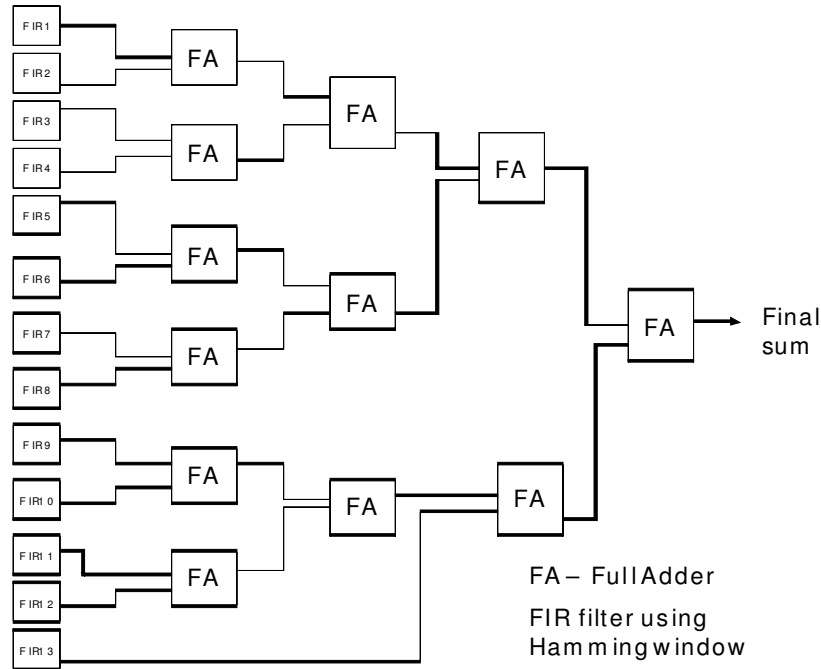 FIR1
FIR2
FIR3
FIR4
FIR5
FIR6
FIR7
FIR8
FIR9
FIR10
FIR11
FIR12
FIR13
FA
FA
FA
FA
FA
FA
FA
FA
FA
FA
FA
FA
Final
sum
FA – Full Adder
FIR filter using
Hamming window